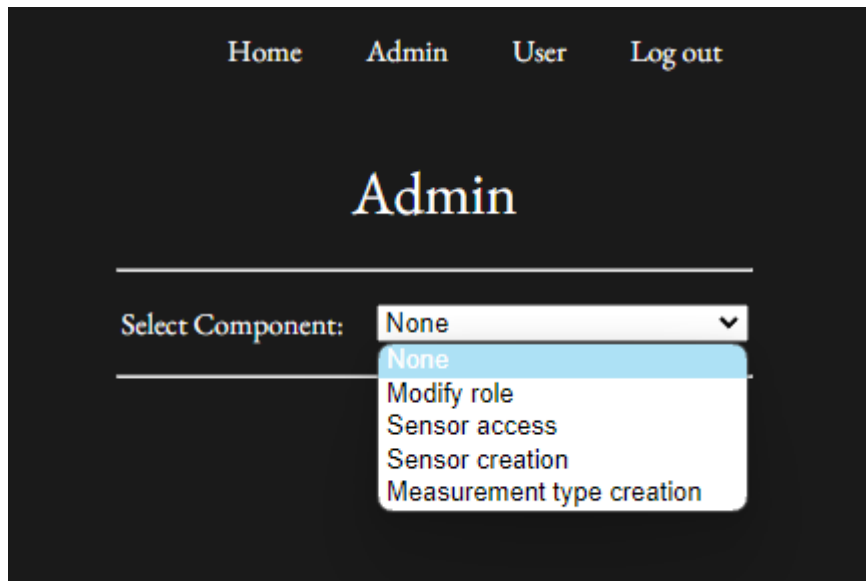 Home Admin User Log out
Admin
Select Component: None
None
Modify role
Sensor access
Sensor creation
Measurement type creation